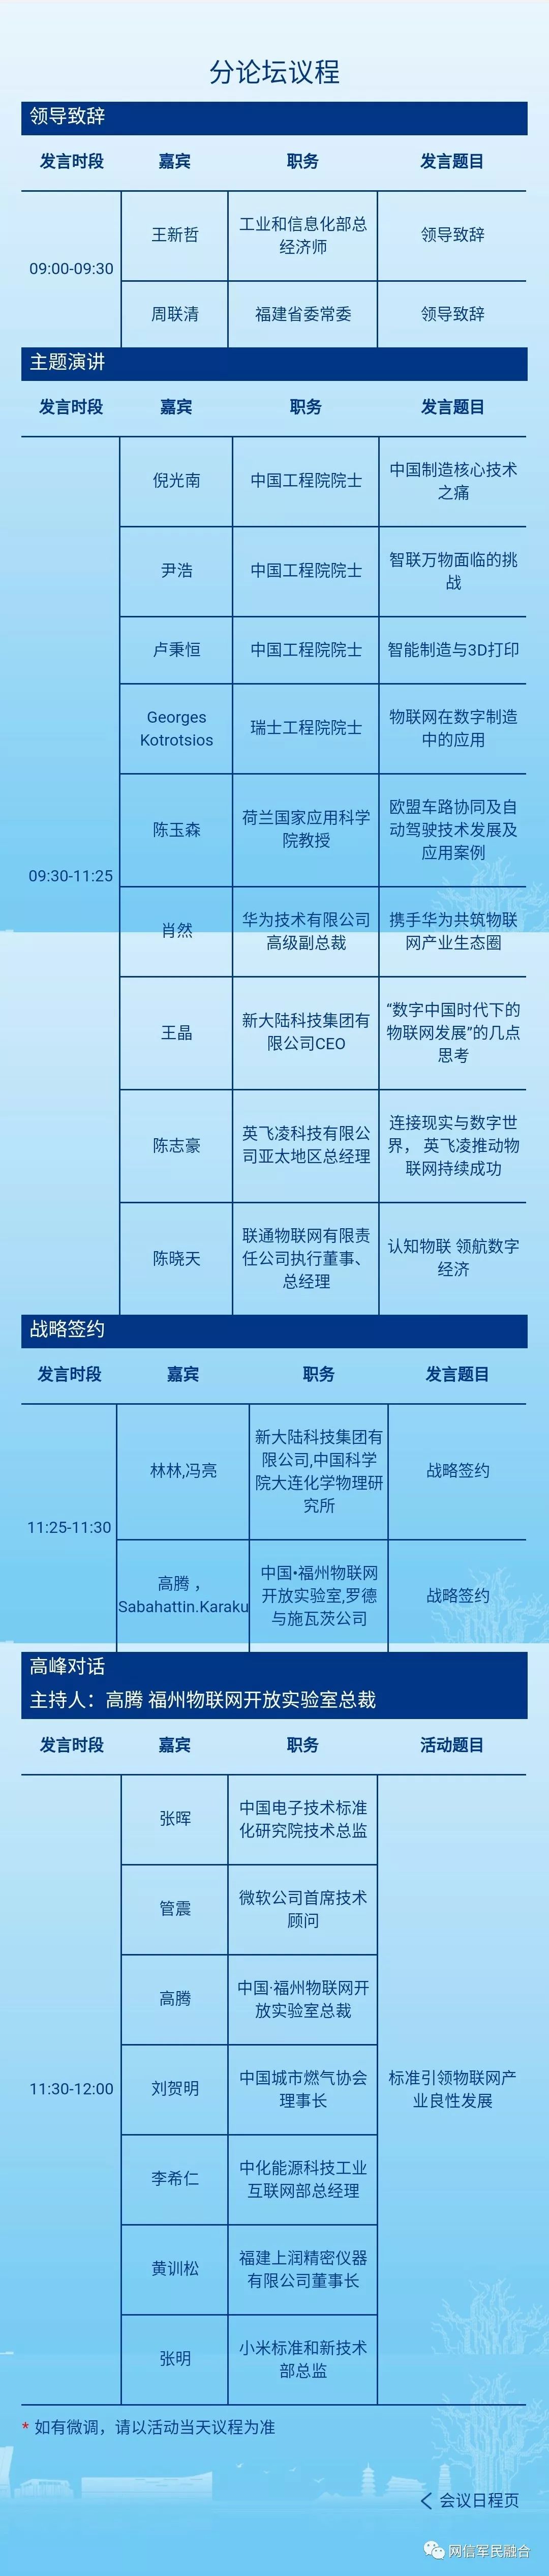 分论坛议程
领导致辞
发言时段 嘉宾 职务 发言题目
09:00-09:30
王新哲
工业和信息化部总
经济师
领导致辞
周联清
福建省委常委
领导致辞
主题演讲
发言时段 嘉宾 职务 发言题目
09:30-11:25
倪光南
中国工程院院士
中国制造核心技术
之痛
尹浩
中国工程院院士
智联万物面临的挑
战
卢秉恒
中国工程院院士
智能制造与3D打印
Georges
Kotrotsios
瑞士工程院院士
物联网在数字制造
中的应用
陈玉森
荷兰国家应用科学
院教授
欧盟车路协同及自
动驾驶技术发展及
应用案例
肖然
华为技术有限公司
高级副总裁
携手华为共筑物联
网产业生态圈
王晶
新大陆科技集团有
限公司CEO
“数字中国时代下的
物联网发展”的几点
思考
陈志豪
英飞凌科技有限公
司亚太地区总经理
连接现实与数字世
界， 英飞凌推动物
联网持续成功
陈晓天
联通物联网有限责
任公司执行董事、
总经理
认知物联 领航数字
经济
战略签约
发言时段 嘉宾 职务 发言题目
11:25-11:30
林林,冯亮
新大陆科技集团有
限公司,中国科学
院大连化学物理研
究所
战略签约
高腾，
Sabahattin.Karaku
中国•福州物联网
开放实验室,罗德
与施瓦茨公司
战略签约
高峰对话
主持人：高腾 福州物联网开放实验室总裁
发言时段 嘉宾 职务 活动题目
11:30-12:00
张晖
中国电子技术标准
化研究院技术总监
管震
微软公司首席技术
顾问
高腾
中国·福州物联网开
放实验室总裁
刘贺明
中国城市燃气协会
理事长
李希仁
中化能源科技工业
互联网部总经理
黄训松
福建上润精密仪器
有限公司董事长
张明
小米标准和新技术
部总监
标准引领物联网产
业良性发展
* 如有微调，请以活动当天议程为准
会议日程页
网信军民融合